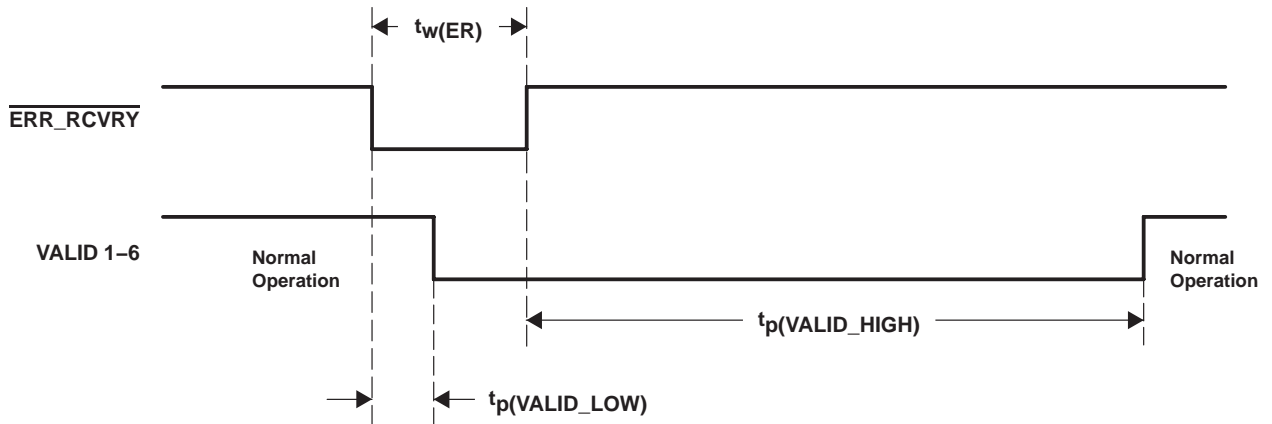 tw(ER)
ERR_RCVRY
VALID 1–6
Normal
Operation
Normal
Operation
tp(VALID_HIGH)
tp(VALID_LOW)